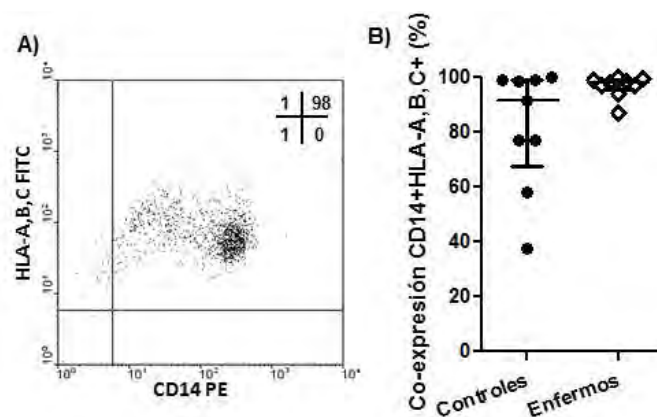 A)
10⁴
10³
10²
10¹
10⁰
HLA-A,B,C FITC
1 98
1 0
10⁰ 10¹ 10² 10³ 10⁴
CD14 PE
B)
Co-expresión CD14+HLA-A,B,C+ (%)
100
80
60
40
20
0
Controles Enfermos